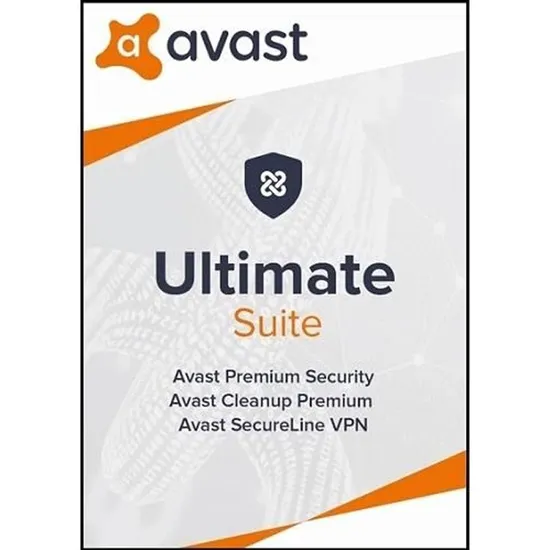 avast
Ultimate
Suite
Avast Premium Security
Avast Cleanup Premium
Avast SecureLine VPN